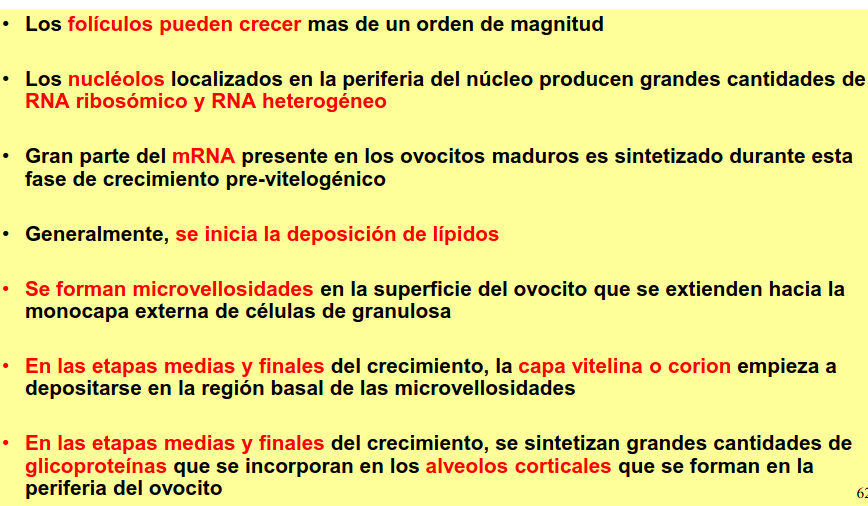 • Los folículos pueden crecer mas de un orden de magnitud
• Los nucléolos localizados en la periferia del núcleo producen grandes cantidades de
RNA ribosómico y RNA heterogéneo
• Gran parte del mRNA presente en los ovocitos maduros es sintetizado durante esta
fase de crecimiento pre-vitelogénico
• Generalmente, se inicia la deposición de lípidos
• Se forman microvellosidades en la superficie del ovocito que se extienden hacia la
monocapa externa de células de granulosa
• En las etapas medias y finales del crecimiento, la capa vitelina o corion empieza a
depositarse en la región basal de las microvellosidades
• En las etapas medias y finales del crecimiento, se sintetizan grandes cantidades de
glicoproteínas que se incorporan en los alveolos corticales que se forman en la
periferia del ovocito
62